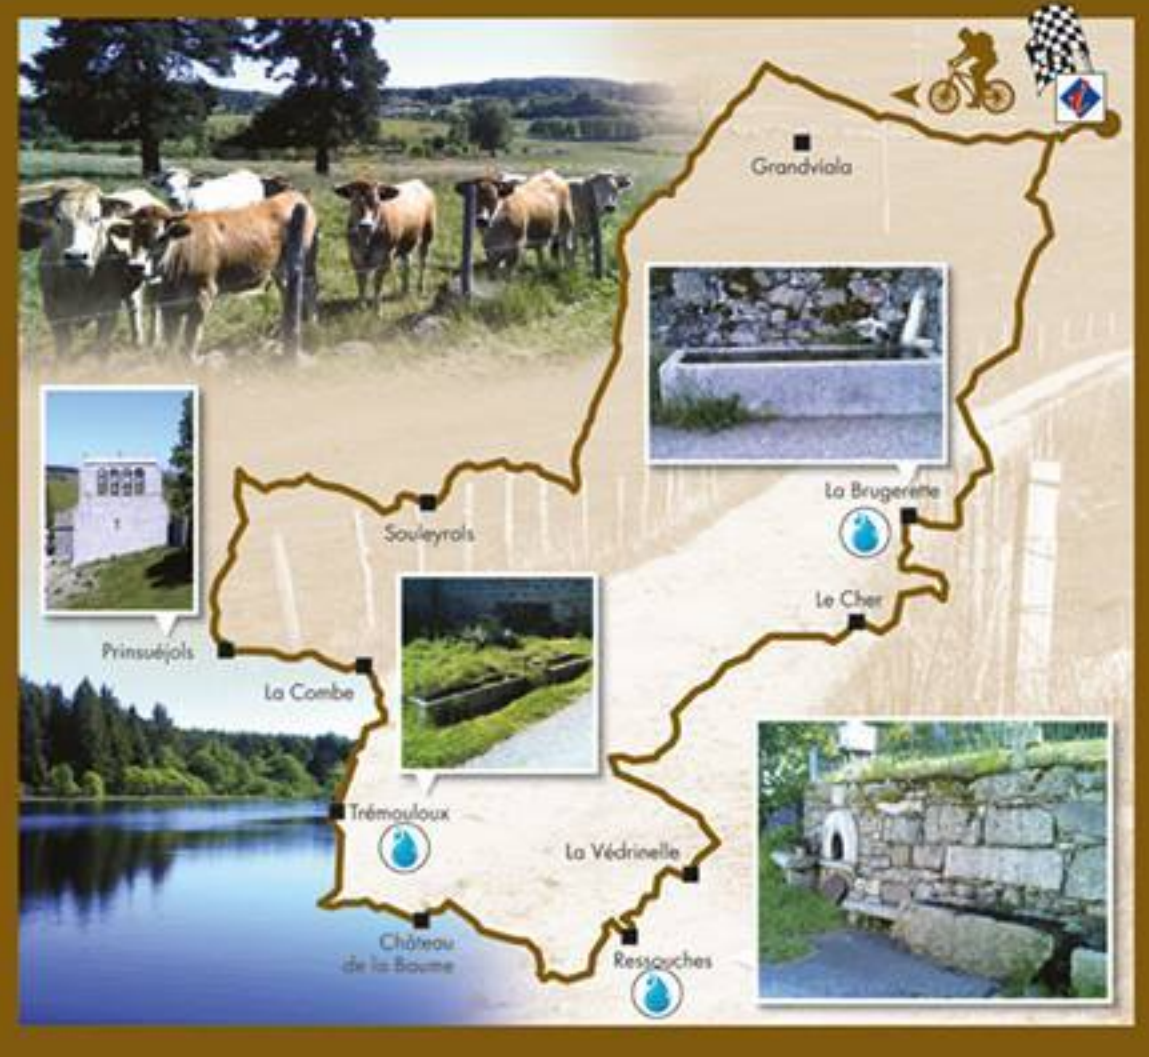 Grandviala
La Brugerette
Souleyrols
Le Cher
Prinsuéjols
La Combe
Trémouloux
La Védrinelle
Château
de la Baume
Ressouches